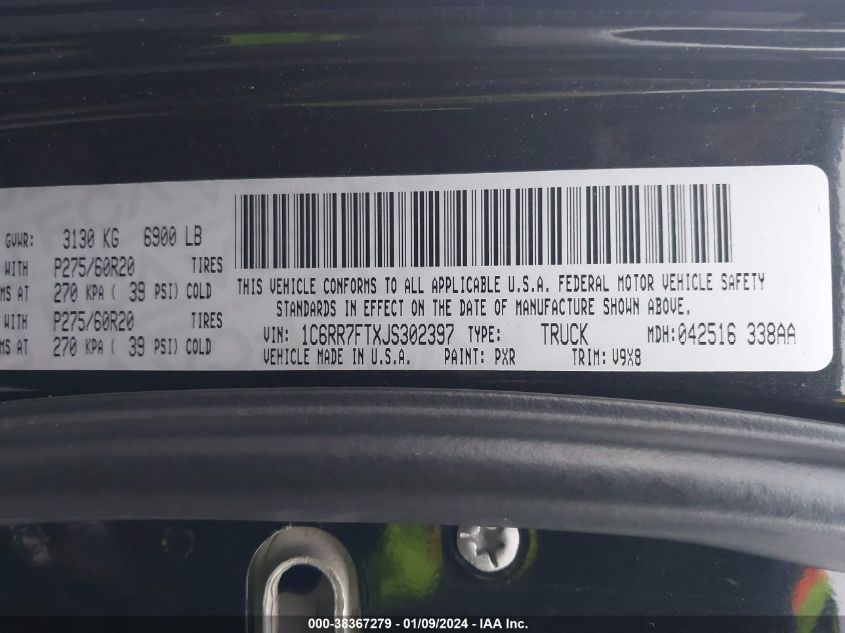 GVWR: 3130 KG 6900 LB
WITH P275/60R20 TIRES
MS AT 270 KPA ( 39 PSI) COLD
WITH P275/60R20 TIRES
MS AT 270 KPA ( 39 PSI) COLD
THIS VEHICLE CONFORMS TO ALL APPLICABLE U.S.A. FEDERAL MOTOR VEHICLE SAFETY
STANDARDS IN EFFECT ON THE DATE OF MANUFACTURE SHOWN ABOVE.
VIN: 1C6RR7FTXJS302397 TYPE: TRUCK MDH:042516 338AA
VEHICLE MADE IN U.S.A. PAINT: PXR TRIM: V9X8
000-38367279 - 01/09/2024 - IAA Inc.